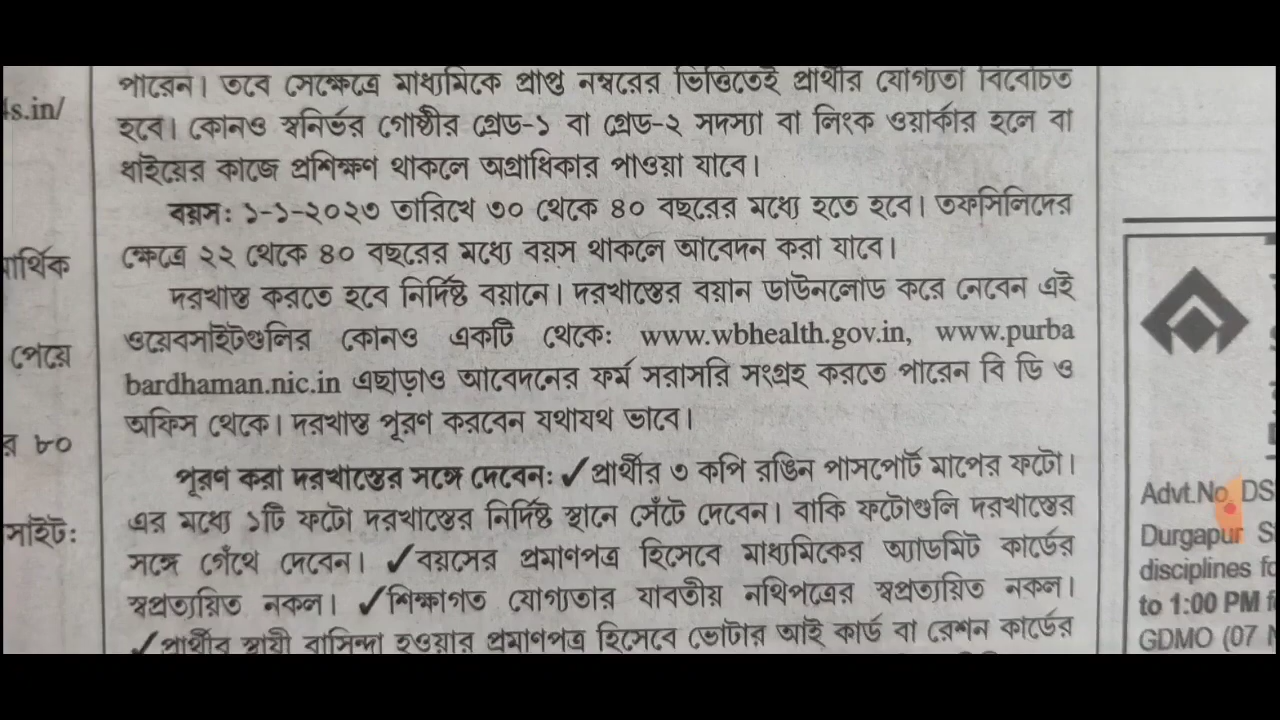 পারেন। তবে সেক্ষেত্রে মাধ্যমিকে প্রাপ্ত নম্বরের ভিত্তিতেই প্রার্থীর যোগ্যতা বিবেচিত
হবে। কোনও স্বনির্ভর গোষ্ঠীর গ্রেড-১ বা গ্রেড-২ সদস্যা বা লিংক ওয়ার্কার হলে বা
ধাইয়ের কাজে প্রশিক্ষণ থাকলে অগ্রাধিকার পাওয়া যাবে।
বয়স: ১-১-২০২৩ তারিখে ৩০ থেকে ৪০ বছরের মধ্যে হতে হবে। তফসিলিদের
ক্ষেত্রে ২২ থেকে ৪০ বছরের মধ্যে বয়স থাকলে আবেদন করা যাবে।
দরখাস্ত করতে হবে নির্দিষ্ট বয়ানে। দরখাস্তের বয়ান ডাউনলোড করে নেবেন এই
ওয়েবসাইটগুলির কোনও একটি থেকে: www.wbhealth.gov.in, www.purba
bardhaman.nic.in এছাড়াও আবেদনের ফর্ম সরাসরি সংগ্রহ করতে পারেন বি ডি ও
অফিস থেকে। দরখাস্ত পূরণ করবেন যথাযথ ভাবে।
পূরণ করা দরখাস্তের সঙ্গে দেবেন: ✓প্রার্থীর ৩ কপি রঙিন পাসপোর্ট মাপের ফটো।
এর মধ্যে ১টি ফটো দরখাস্তের নির্দিষ্ট স্থানে সেঁটে দেবেন। বাকি ফটোগুলি দরখাস্তের
সঙ্গে গেঁথে দেবেন। ✓বয়সের প্রমাণপত্র হিসেবে মাধ্যমিকের অ্যাডমিট কার্ডের
স্বপ্রত্যয়িত নকল। ✓শিক্ষাগত যোগ্যতার যাবতীয় নথিপত্রের স্বপ্রত্যয়িত নকল।
✓প্রার্থীর স্থায়ী বাসিন্দা হওয়ার প্রমাণপত্র হিসেবে ভোটার আই কার্ড বা রেশন কার্ডের
s.in/
পেয়ে
র ৮০
সাইট:
Advt.No. DS
Durgapur S
disciplines fo
to 1:00 PM
GDMO (07